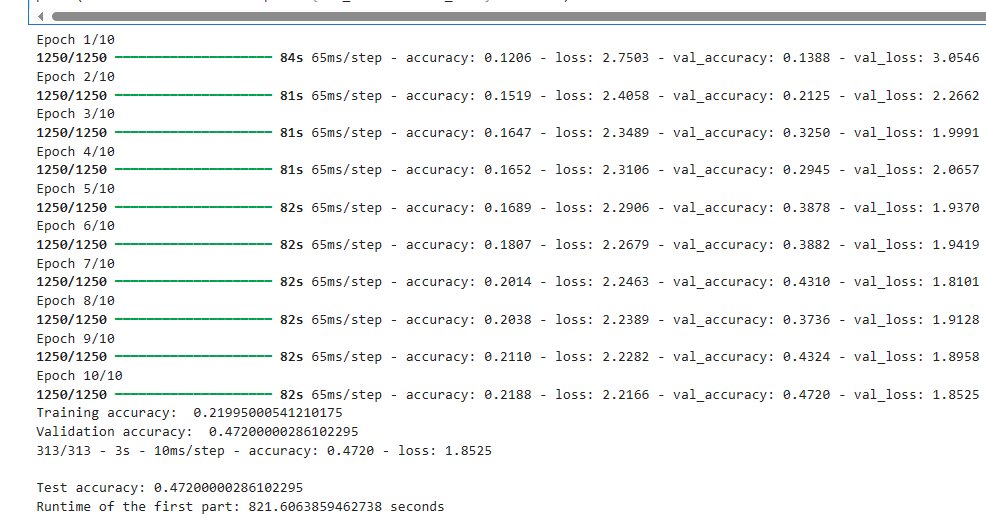 Epoch 1/10
1250/1250 ━━━━━━━━━━━━━━━━━━━━ 84s 65ms/step - accuracy: 0.1206 - loss: 2.7503 - val_accuracy: 0.1388 - val_loss: 3.0546
Epoch 2/10
1250/1250 ━━━━━━━━━━━━━━━━━━━━ 81s 65ms/step - accuracy: 0.1519 - loss: 2.4058 - val_accuracy: 0.2125 - val_loss: 2.2662
Epoch 3/10
1250/1250 ━━━━━━━━━━━━━━━━━━━━ 81s 65ms/step - accuracy: 0.1647 - loss: 2.3489 - val_accuracy: 0.3250 - val_loss: 1.9991
Epoch 4/10
1250/1250 ━━━━━━━━━━━━━━━━━━━━ 81s 65ms/step - accuracy: 0.1652 - loss: 2.3106 - val_accuracy: 0.2945 - val_loss: 2.0657
Epoch 5/10
1250/1250 ━━━━━━━━━━━━━━━━━━━━ 82s 65ms/step - accuracy: 0.1689 - loss: 2.2906 - val_accuracy: 0.3878 - val_loss: 1.9370
Epoch 6/10
1250/1250 ━━━━━━━━━━━━━━━━━━━━ 82s 65ms/step - accuracy: 0.1807 - loss: 2.2679 - val_accuracy: 0.3882 - val_loss: 1.9419
Epoch 7/10
1250/1250 ━━━━━━━━━━━━━━━━━━━━ 82s 65ms/step - accuracy: 0.2014 - loss: 2.2463 - val_accuracy: 0.4310 - val_loss: 1.8101
Epoch 8/10
1250/1250 ━━━━━━━━━━━━━━━━━━━━ 82s 65ms/step - accuracy: 0.2038 - loss: 2.2389 - val_accuracy: 0.3736 - val_loss: 1.9128
Epoch 9/10
1250/1250 ━━━━━━━━━━━━━━━━━━━━ 82s 65ms/step - accuracy: 0.2110 - loss: 2.2282 - val_accuracy: 0.4324 - val_loss: 1.8958
Epoch 10/10
1250/1250 ━━━━━━━━━━━━━━━━━━━━ 82s 65ms/step - accuracy: 0.2188 - loss: 2.2166 - val_accuracy: 0.4720 - val_loss: 1.8525
Training accuracy:  0.21995000541210175
Validation accuracy:  0.47200000286102295
313/313 - 3s - 10ms/step - accuracy: 0.4720 - loss: 1.8525

Test accuracy: 0.47200000286102295
Runtime of the first part: 821.6063859462738 seconds